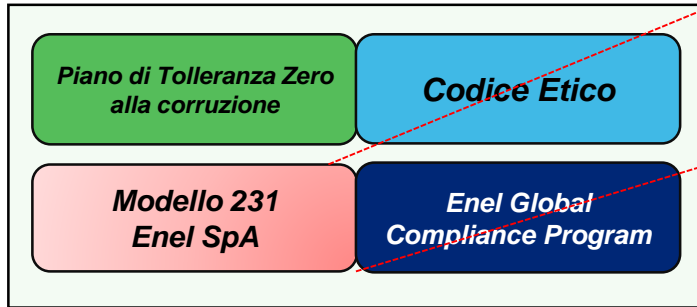 Piano di Tolleranza Zero
alla corruzione
Codice Etico
Modello 231
Enel SpA
Enel Global
Compliance Program